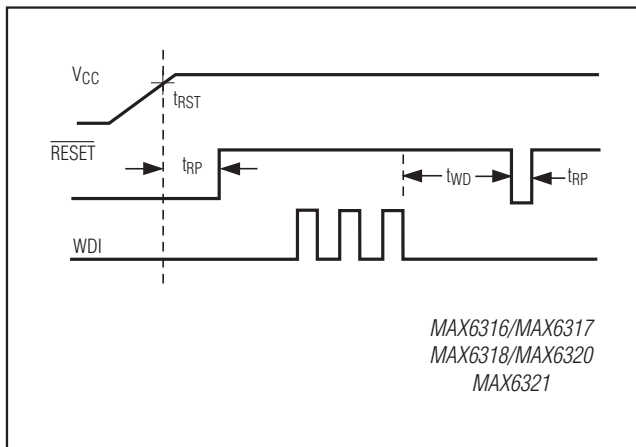 VCC
tRST
RESET
tRP
tWD
tRP
WDI
MAX6316/MAX6317
MAX6318/MAX6320
MAX6321